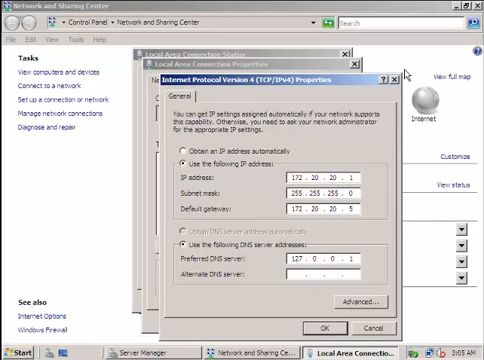 Network and Sharing Center
Control Panel
Network and Sharing Center
Search
File Edit View Tools Help
Tasks
View computers and devices
Connect to a network
Set up a connection or network
Manage network connections
Diagnose and repair
Local Area Connection Status
Local Area Connection Properties
Internet Protocol Version 4 (TCP/IPv4) Properties
General
You can get IP settings assigned automatically if your network supports
this capability. Otherwise, you need to ask your network administrator
for the appropriate IP settings.
Obtain an IP address automatically
Use the following IP address:
IP address: 172 . 20 . 20 . 1
Subnet mask: 255 . 255 . 255 . 0
Default gateway: 172 . 20 . 20 . 5
Obtain DNS server address automatically
Use the following DNS server addresses:
Preferred DNS server: 127 . 0 . 0 . 1
Alternate DNS server: . . .
Advanced...
OK Cancel
View full map
Internet
Customize
View status
See also
Internet Options
Windows Firewall
Start
Server Manager
Network and Sharing Ce...
Local Area Connectio...
3:05 AM